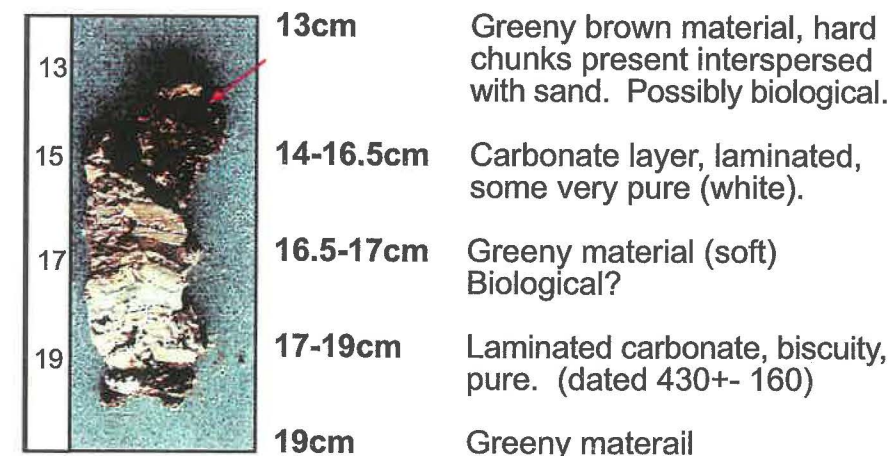 13
15
17
19
13cm Greeny brown material, hard
chunks present interspersed
with sand. Possibly biological.
14-16.5cm Carbonate layer, laminated,
some very pure (white).
16.5-17cm Greeny material (soft)
Biological?
17-19cm Laminated carbonate, biscuity,
pure. (dated 430+- 160)
19cm Greeny materail